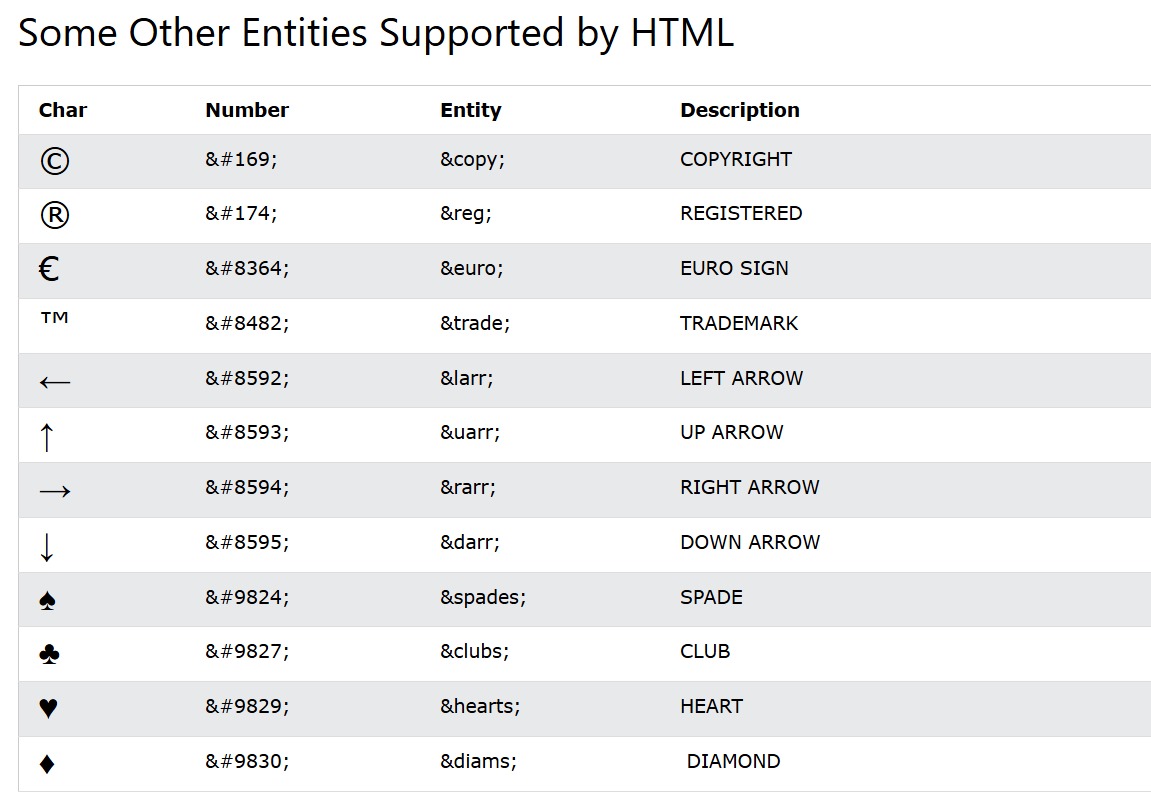 Some Other Entities Supported by HTML
Char Number Entity Description
© &#169; &copy; COPYRIGHT
® &#174; &reg; REGISTERED
€ &#8364; &euro; EURO SIGN
™ &#8482; &trade; TRADEMARK
← &#8592; &larr; LEFT ARROW
↑ &#8593; &uarr; UP ARROW
→ &#8594; &rarr; RIGHT ARROW
↓ &#8595; &darr; DOWN ARROW
♠ &#9824; &spades; SPADE
♣ &#9827; &clubs; CLUB
♥ &#9829; &hearts; HEART
♦ &#9830; &diams; DIAMOND